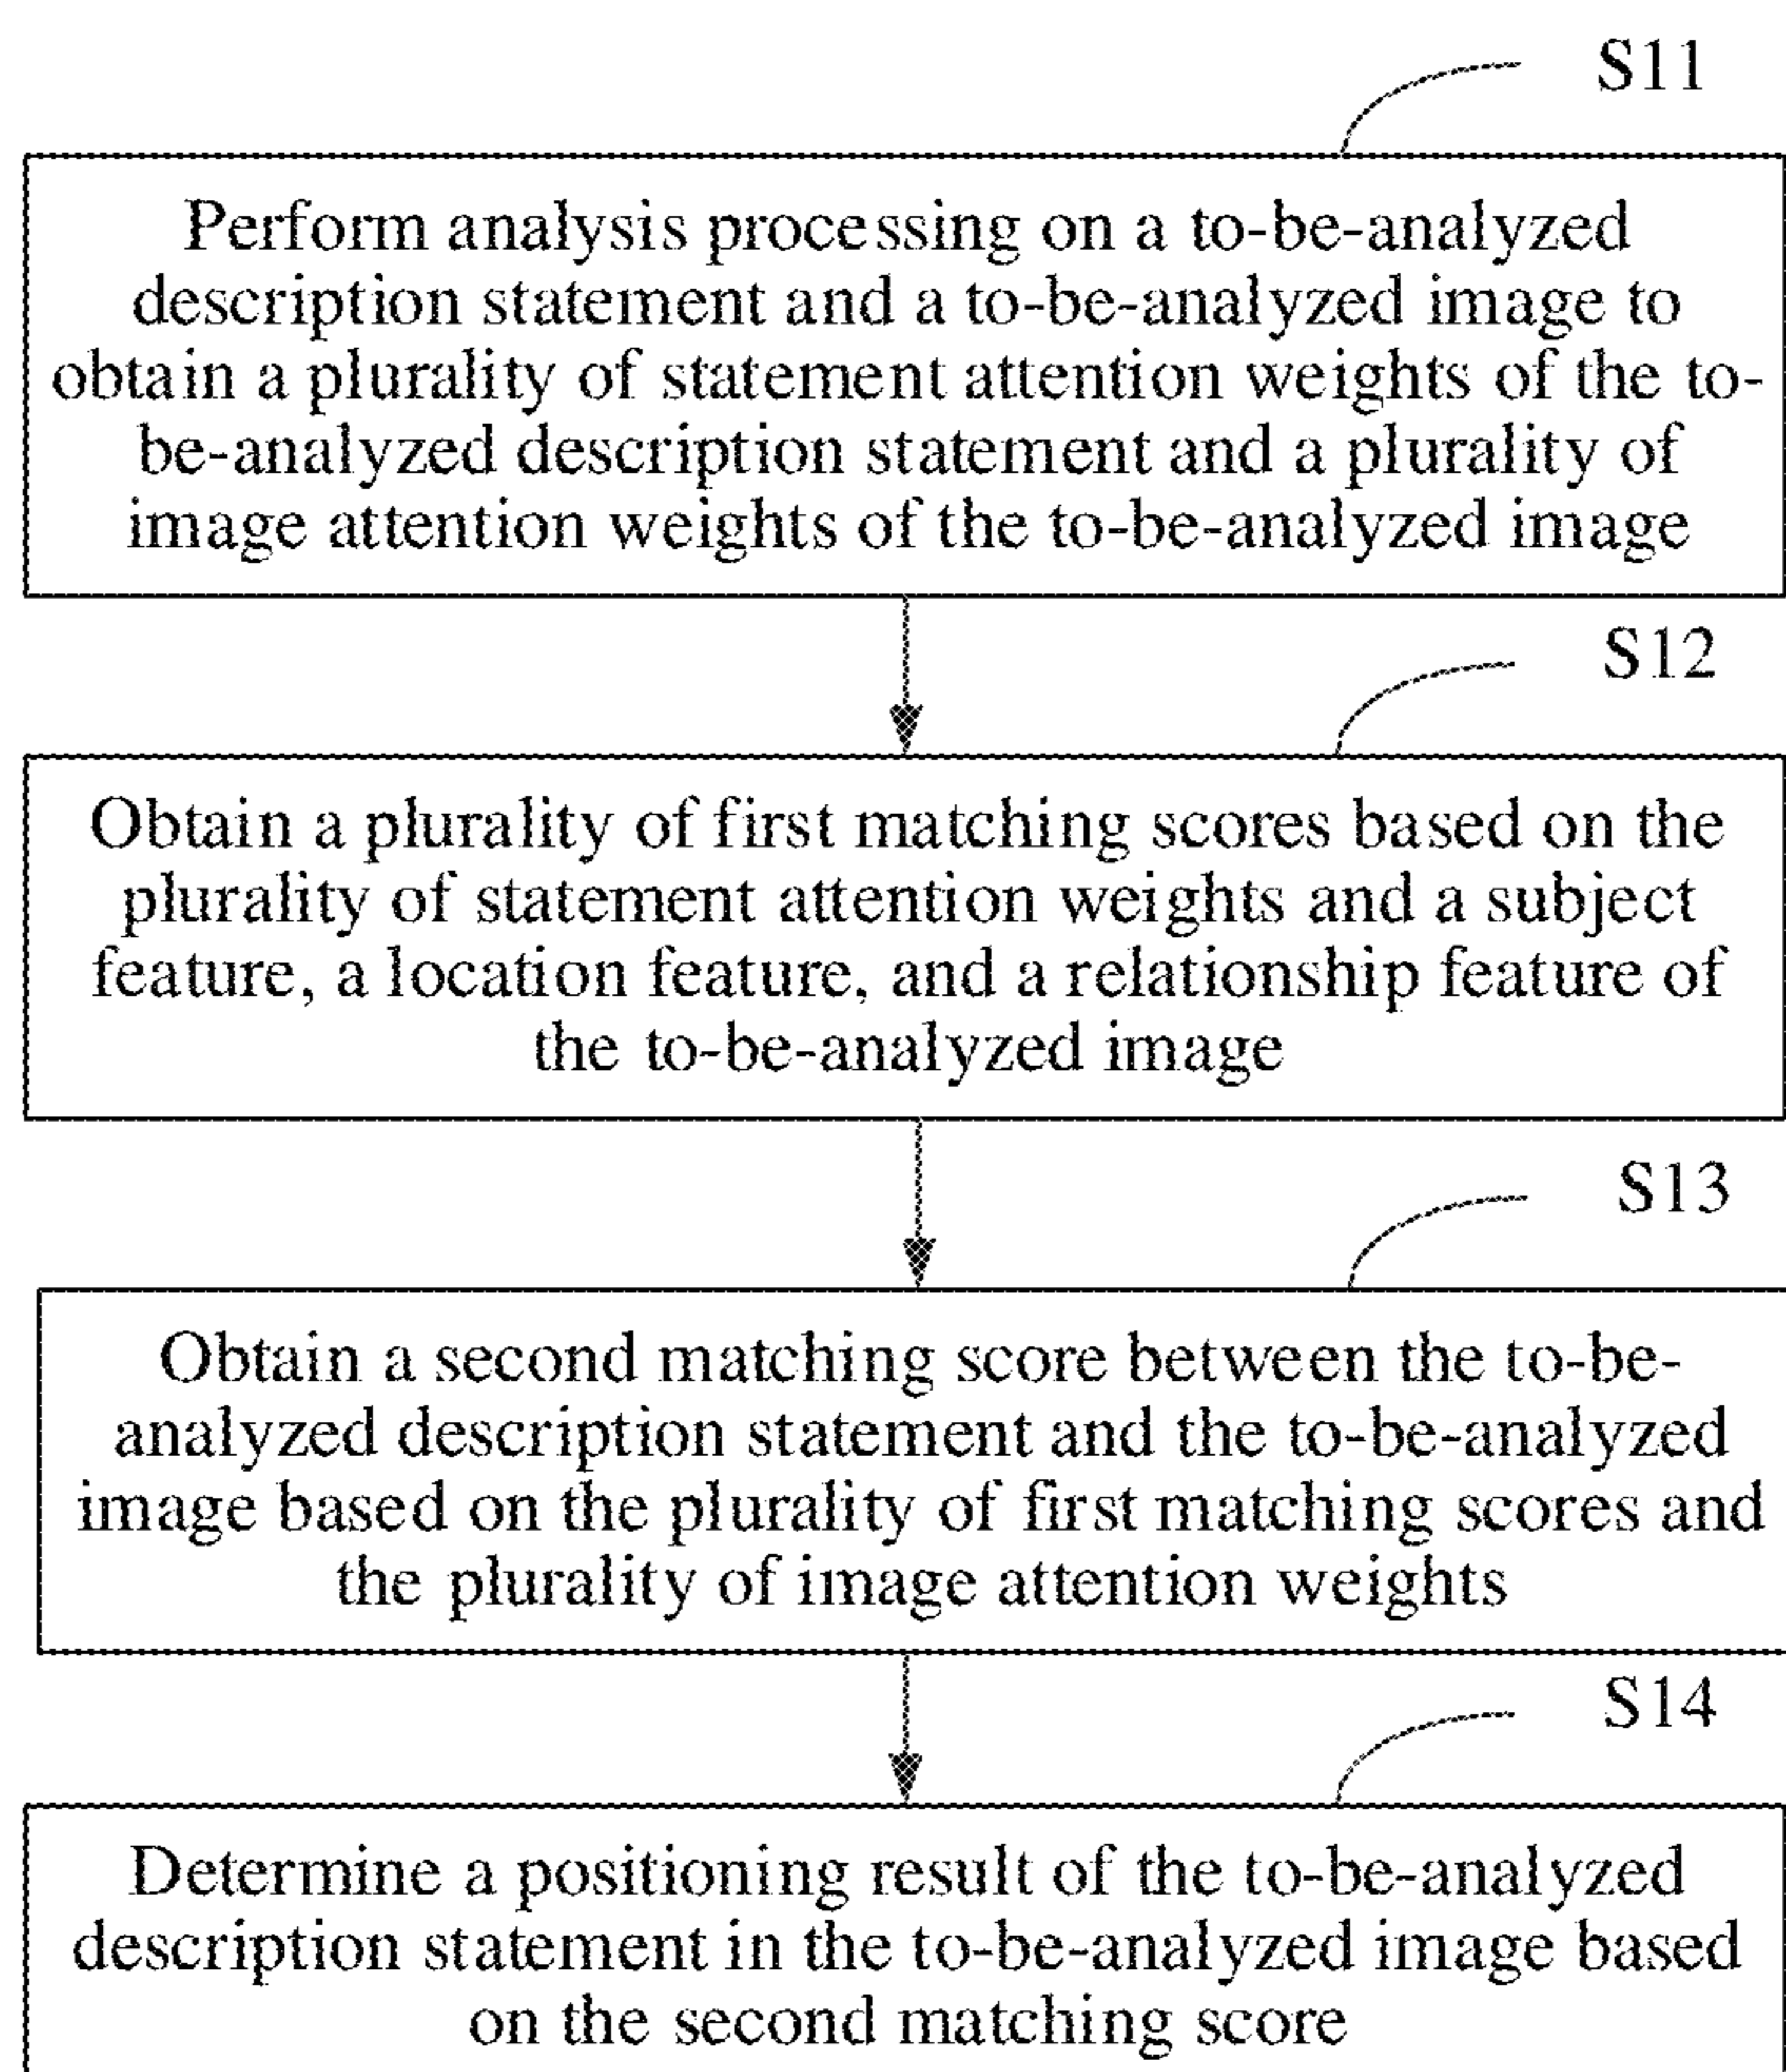 S11
Perform analysis processing on a to-be-analyzed
description statement and a to-be-analyzed image to
obtain a plurality of statement attention weights of the to-
be-analyzed description statement and a plurality of
image attention weights of the to-be-analyzed image
S12
Obtain a plurality of first matching scores based on the
plurality of statement attention weights and a subject
feature, a location feature, and a relationship feature of
the to-be-analyzed image
S13
Obtain a second matching score between the to-be-
analyzed description statement and the to-be-analyzed
image based on the plurality of first matching scores and
the plurality of image attention weights
S14
Determine a positioning result of the to-be-analyzed
description statement in the to-be-analyzed image based
on the second matching score